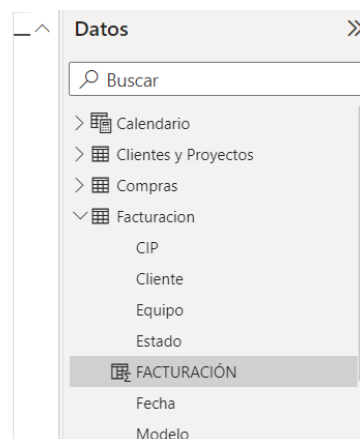 Datos
Buscar
Calendario
Clientes y Proyectos
Compras
Facturacion
CIP
Cliente
Equipo
Estado
FACTURACIÓN
Fecha
Modelo